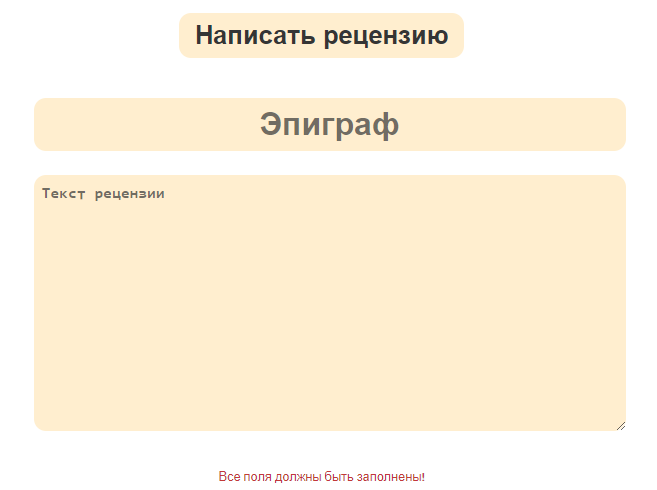 Написать рецензию
Эпиграф
Текст рецензии
Все поля должны быть заполнены!